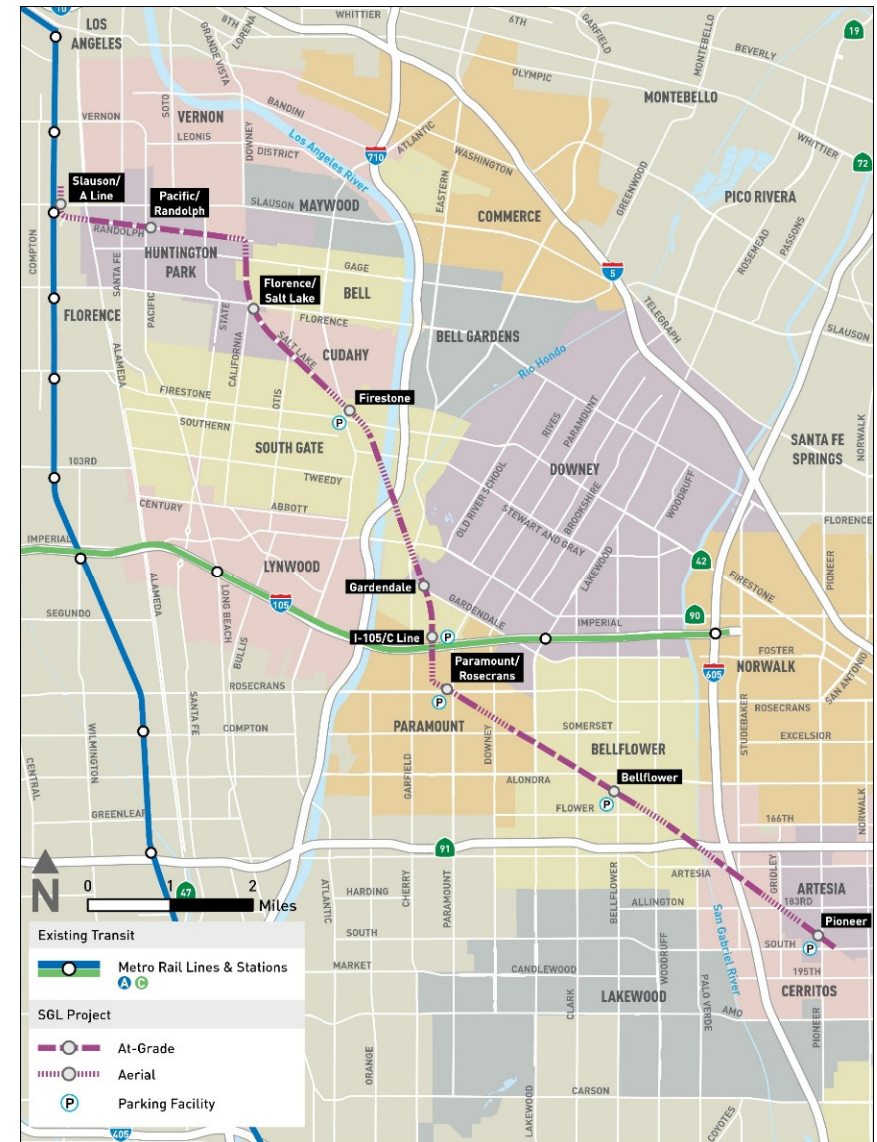 10
LOS
ANGELES
8TH
LORENA
GRANDE VISTA
WHITTIER
6TH
GARFIELD
MONTEBELLO
BEVERLY
19
OLYMPIC
MONTEBELLO
SOTO
VERNON
VERNON
LEONIS
BANDINI
DOWNEY
DISTRICT
Los Angeles River
710
ATLANTIC
WASHINGTON
EASTERN
GREENWOOD
WHITTIER
72
Slauson/
A Line
Pacific/
Randolph
SLAUSON
MAYWOOD
COMMERCE
PICO RIVERA
ROSEMEAD
PASSONS
COMPTON
RANDOLPH
HUNTINGTON
PARK
SANTA FE
PACIFIC
GAGE
BELL
5
TELEGRAPH
SLAUSON
Florence/
Salt Lake
FLORENCE
FLORENCE
STATE
CALIFORNIA
SALT LAKE
CUDAHY
BELL GARDENS
Rio Hondo
ALAMEDA
FIRESTONE
OTIS
Firestone
P
SOUTHERN
SOUTH GATE
RIVES
PARAMOUNT
DOWNEY
SANTA FE
SPRINGS
NORWALK
103RD
TWEEDY
OLD RIVER SCHOOL
BROOKSHIRE
WOODRUFF
CENTURY
ABBOTT
STEWART AND GRAY
FLORENCE
IMPERIAL
LYNWOOD
LAKEWOOD
42
FIRESTONE
PIONEER
ALAMEDA
LONG BEACH
105
Gardendale
GARDENDALE
90
SEGUNDO
BULLIS
I-105/C Line
P
IMPERIAL
FOSTER
Paramount/
Rosecrans
605
NORWALK
SAN ANTONIO
ROSECRANS
P
ROSECRANS
SANTA FE
COMPTON
PARAMOUNT
DOWNEY
SOMERSET
STUDEBAKER
EXCELSIOR
WILMINGTON
BELLFLOWER
CENTRAL
GARFIELD
ALONDRA
Bellflower
P
FLOWER
GREENLEAF
166TH
NORWALK
91
N
0 1 2
Miles
47
ATLANTIC
HARDING
CHERRY
PARAMOUNT
BELLFLOWER
ARTESIA
GRIDLEY
ARTESIA
ALLINGTON
183RD
SOUTH
San Gabriel River
Pioneer
SOUTH
P
MARKET
CANDLEWOOD
WOODRUFF
195TH
CERRITOS
LAKEWOOD
CLARK
PALO VERDE
AMO
PIONEER
ORANGE
CARSON
LAKEWOOD
COYOTES
405
Existing Transit
Metro Rail Lines & Stations
A C
SGL Project
At-Grade
Aerial
P Parking Facility